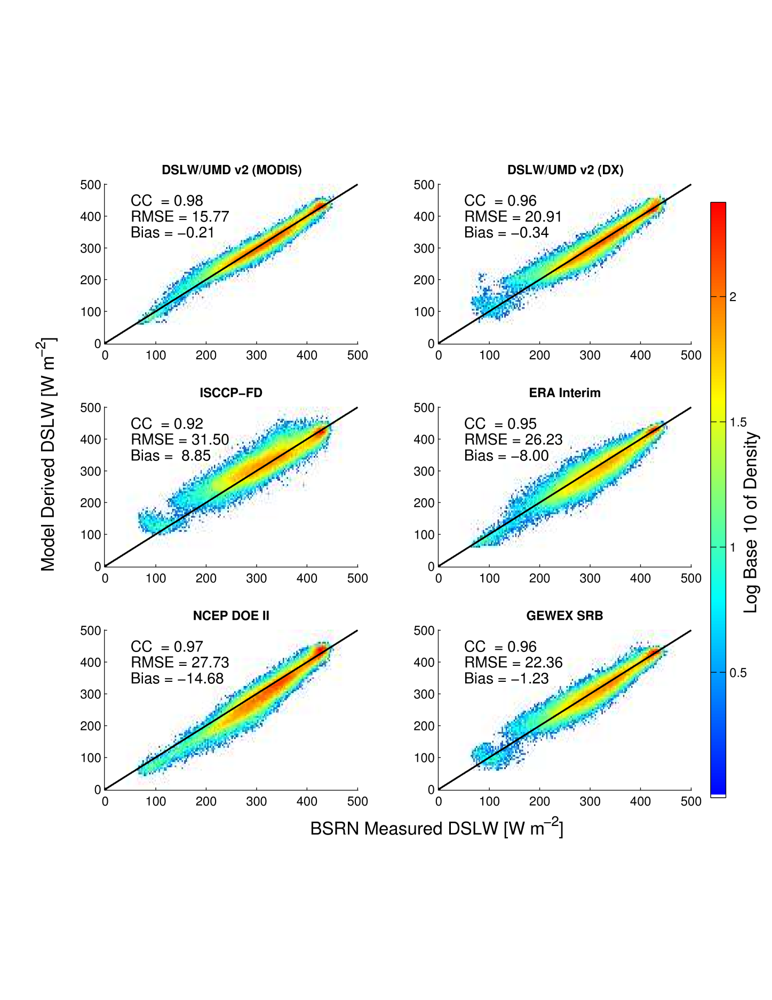 DSLW/UMD v2 (MODIS)
500
400
300
200
100
0
CC = 0.98
RMSE = 15.77
Bias = −0.21
0 100 200 300 400 500
DSLW/UMD v2 (DX)
500
400
300
200
100
0
CC = 0.96
RMSE = 20.91
Bias = −0.34
0 100 200 300 400 500
ISCCP−FD
500
400
300
200
100
0
CC = 0.92
RMSE = 31.50
Bias = 8.85
0 100 200 300 400 500
ERA Interim
500
400
300
200
100
0
CC = 0.95
RMSE = 26.23
Bias = −8.00
0 100 200 300 400 500
NCEP DOE II
500
400
300
200
100
0
CC = 0.97
RMSE = 27.73
Bias = −14.68
0 100 200 300 400 500
GEWEX SRB
500
400
300
200
100
0
CC = 0.96
RMSE = 22.36
Bias = −1.23
0 100 200 300 400 500
Model Derived DSLW [W m−2]
BSRN Measured DSLW [W m−2]
2
1.5
1
0.5
Log Base 10 of Density